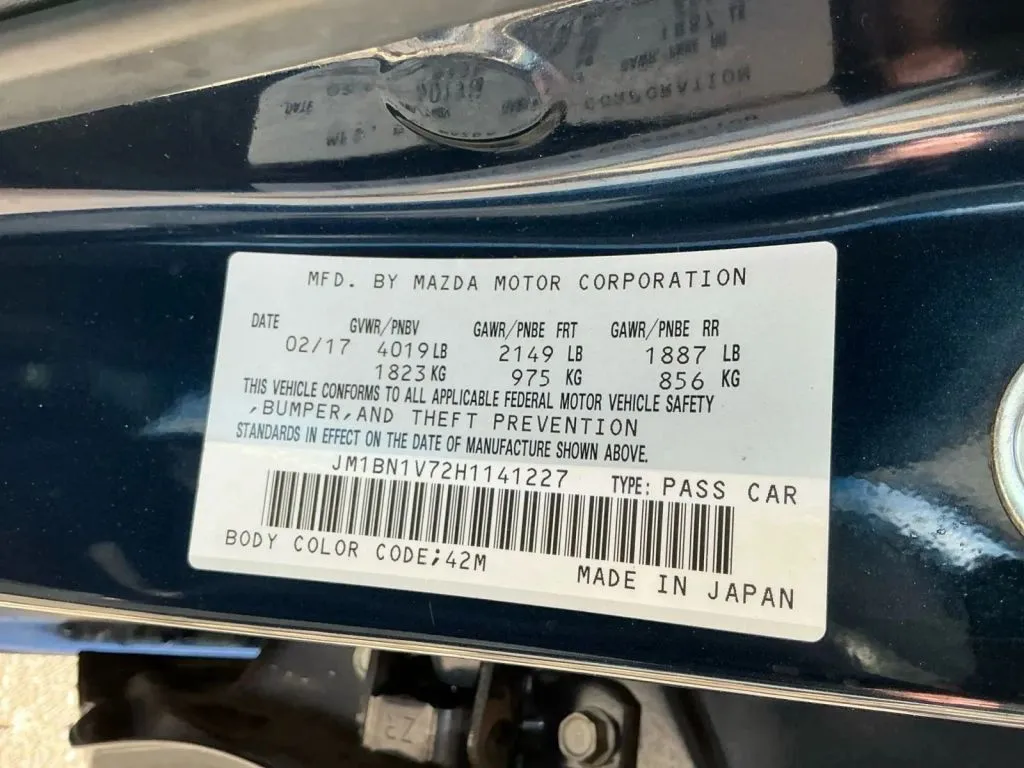 MFD. BY MAZDA MOTOR CORPORATION
DATE GVWR/PNBV GAWR/PNBE FRT GAWR/PNBE RR
02/17 4019LB 2149 LB 1887 LB
1823KG 975 KG 856 KG
THIS VEHICLE CONFORMS TO ALL APPLICABLE FEDERAL MOTOR VEHICLE SAFETY
,BUMPER,AND THEFT PREVENTION
STANDARDS IN EFFECT ON THE DATE OF MANUFACTURE SHOWN ABOVE.
JM1BN1V72H1141227 TYPE: PASS CAR
BODY COLOR CODE;42M
MADE IN JAPAN